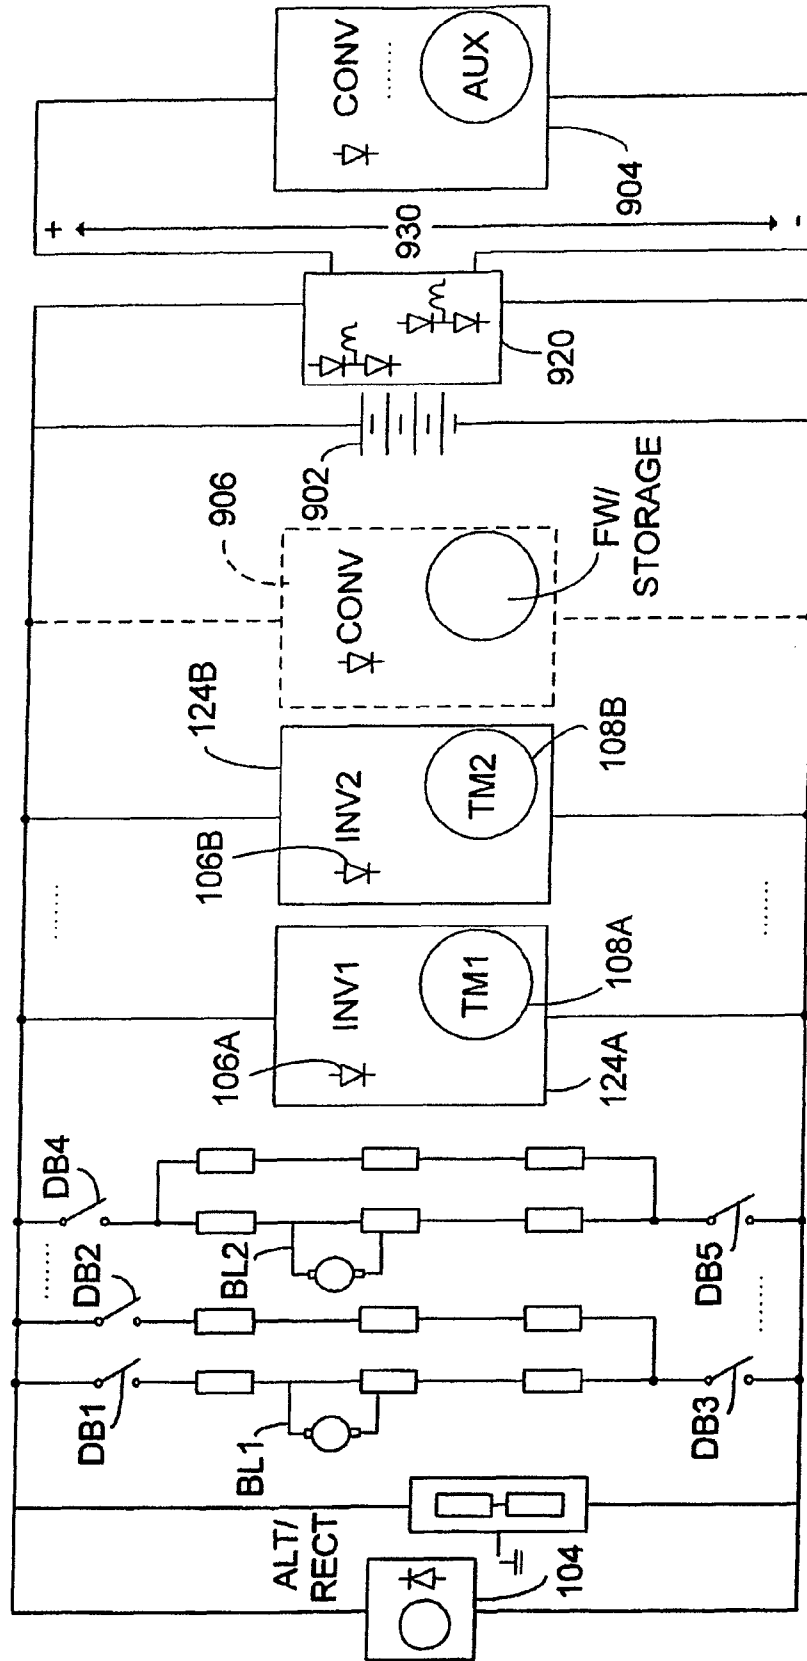 ALT/
RECT
104
DB1
DB2
DB3
DB4
DB5
BL1
BL2
INV1
106A
TM1
108A
124A
INV2
106B
TM2
108B
124B
CONV
906
FW/
STORAGE
902
920
+
930
-
CONV
AUX
904